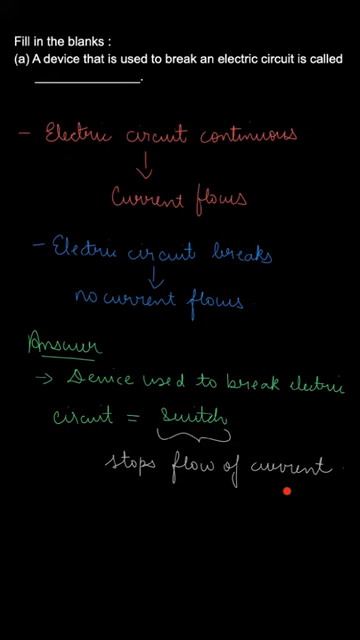 Fill in the blanks :
(a) A device that is used to break an electric circuit is called
______________.
- Electric circuit continuous
↓
Current flows
- Electric circuit breaks
↓
no current flows
Answer
→ Device used to break electric
circuit = Switch
stops flow of current